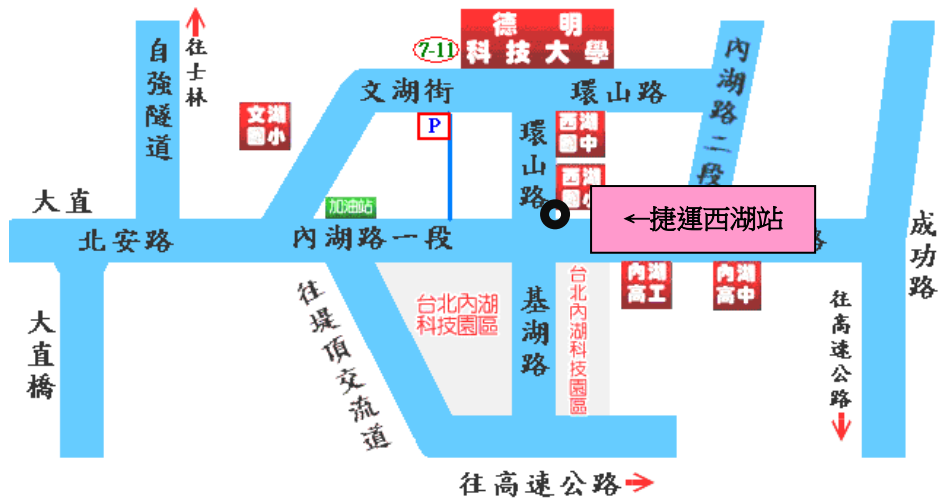 德明
科技大學
7-11
自強隧道
往士林
內湖路二段
文湖街
環山路
文湖
國小
P
西湖
國中
環山路
西湖
國小
大直
加油站
←捷運西湖站
北安路
內湖路一段
路
成功路
內湖
高工
內湖
高中
大直橋
往堤頂交流道
台北內湖
科技園區
基湖路
台北內湖科技園區
往高速公路
往高速公路